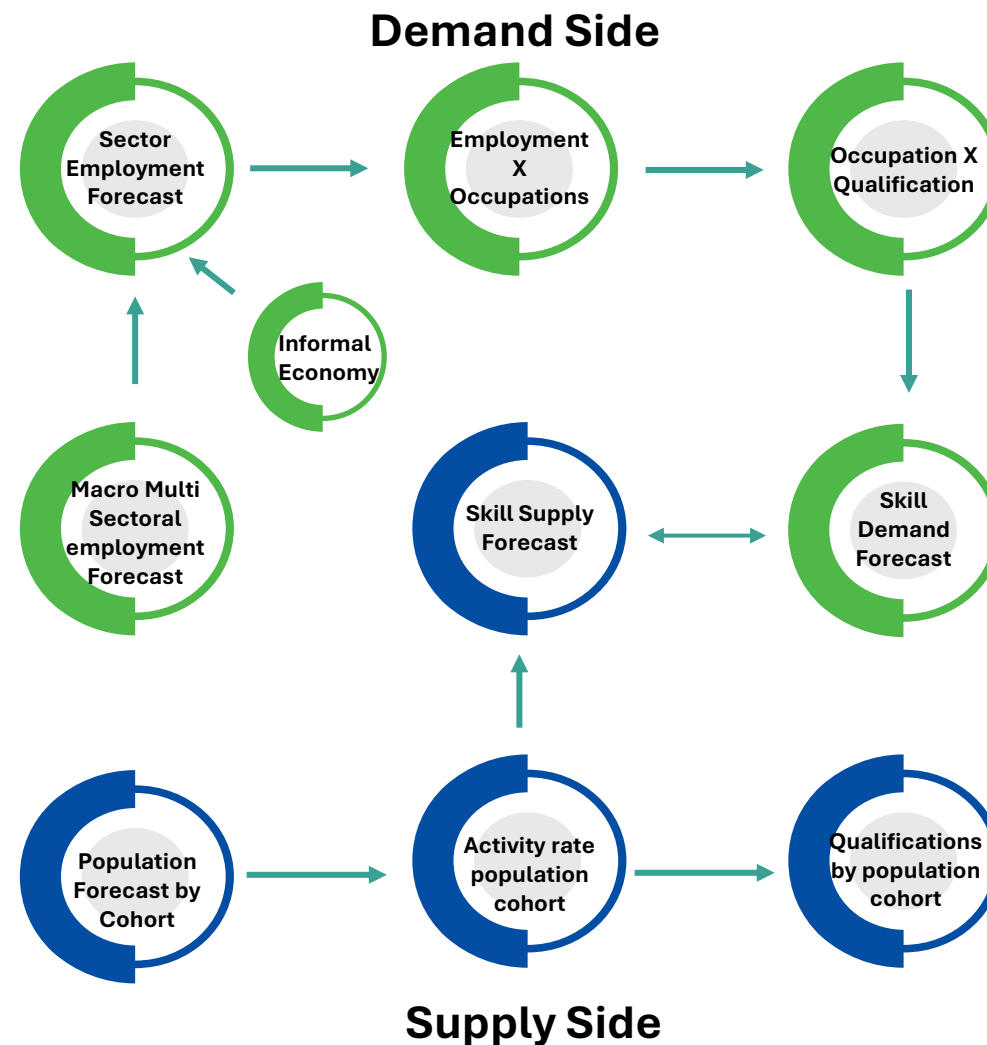 Demand Side
Sector
Employment
Forecast
Employment
X
Occupations
Occupation X
Qualification
Informal
Economy
Macro Multi
Sectoral
employment
Forecast
Skill Supply
Forecast
Skill
Demand
Forecast
Population
Forecast by
Cohort
Activity rate
population
cohort
Qualifications
by population
cohort
Supply Side